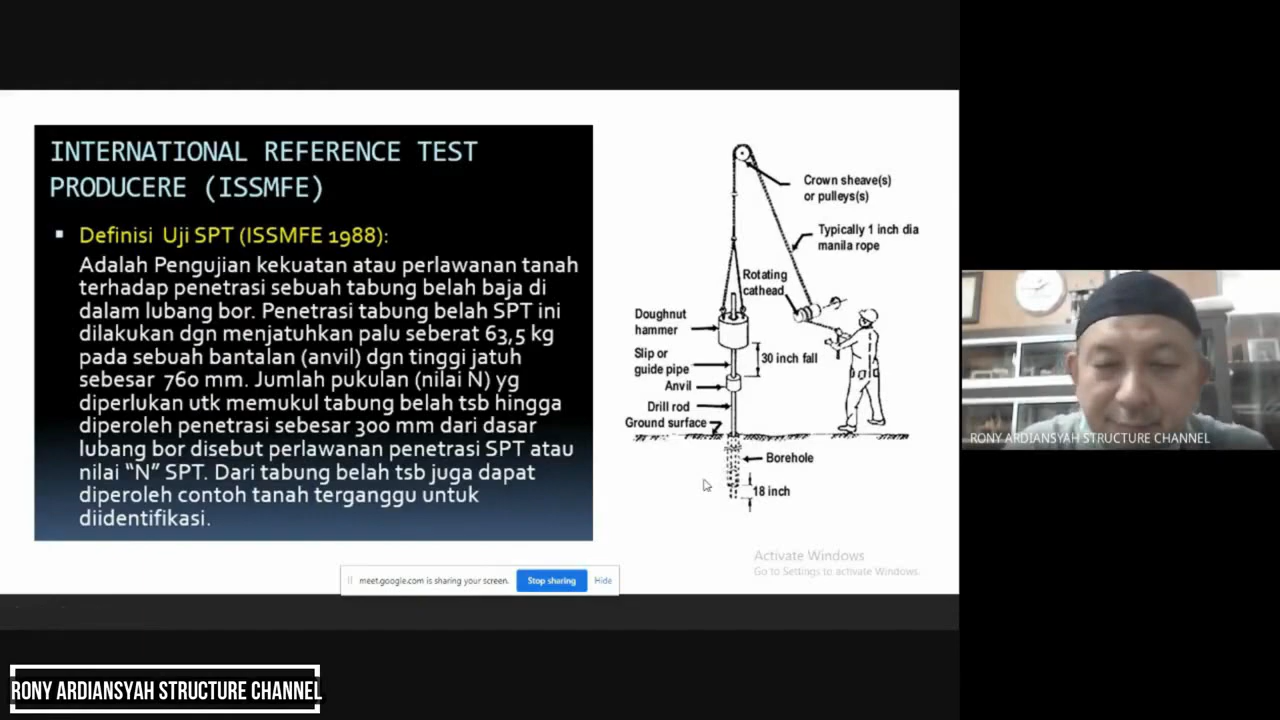 INTERNATIONAL REFERENCE TEST
PRODUCERE (ISSMFE)
▪ Definisi Uji SPT (ISSMFE 1988):
Adalah Pengujian kekuatan atau perlawanan tanah
terhadap penetrasi sebuah tabung belah baja di
dalam lubang bor. Penetrasi tabung belah SPT ini
dilakukan dgn menjatuhkan palu seberat 63,5 kg
pada sebuah bantalan (anvil) dgn tinggi jatuh
sebesar 760 mm. Jumlah pukulan (nilai N) yg
diperlukan utk memukul tabung belah tsb hingga
diperoleh penetrasi sebesar 300 mm dari dasar
lubang bor disebut perlawanan penetrasi SPT atau
nilai “N” SPT. Dari tabung belah tsb juga dapat
diperoleh contoh tanah terganggu untuk
diidentifikasi.
Crown sheave(s)
or pulleys(s)
Typically 1 inch dia
manila rope
Rotating
cathead
Doughnut
hammer
Slip or
guide pipe
30 inch fall
Anvil
Drill rod
Ground surface
Borehole
18 inch
Activate Windows
Go to Settings to activate Windows.
meet.google.com is sharing your screen.
Stop sharing
Hide
RONY ARDIANSYAH STRUCTURE CHANNEL
RONY ARDIANSYAH STRUCTURE CHANNEL